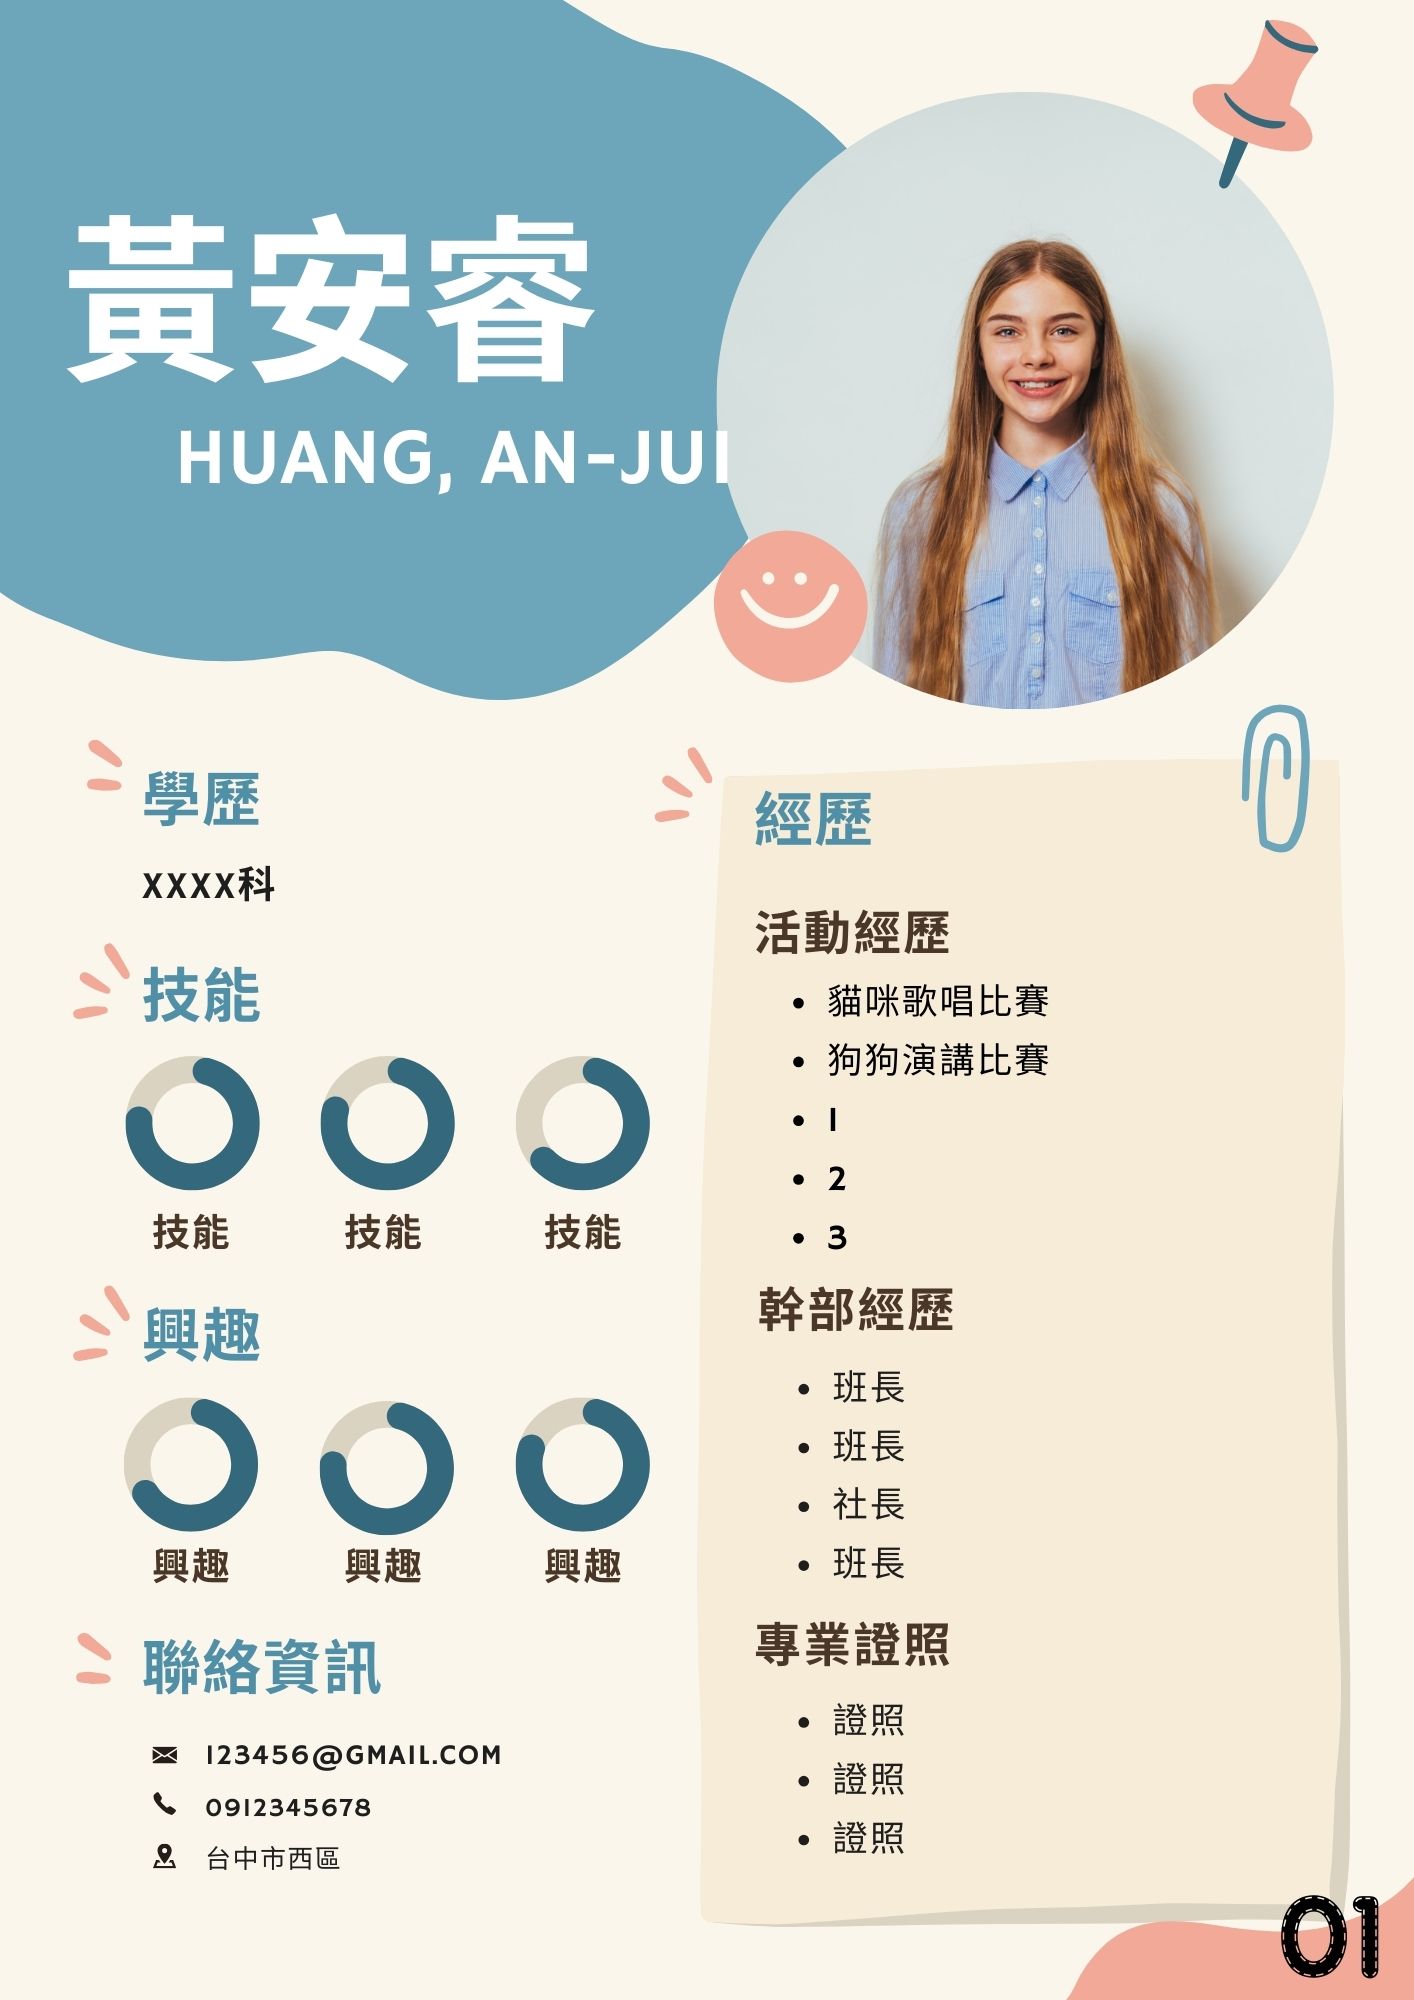 黃安睿
HUANG, AN-JUI
學歷
XXXX科
技能
技能 技能 技能
興趣
興趣 興趣 興趣
聯絡資訊
123456@GMAIL.COM
0912345678
台中市西區
經歷
活動經歷
• 貓咪歌唱比賽
• 狗狗演講比賽
• 1
• 2
• 3
幹部經歷
• 班長
• 班長
• 社長
• 班長
專業證照
• 證照
• 證照
• 證照
01